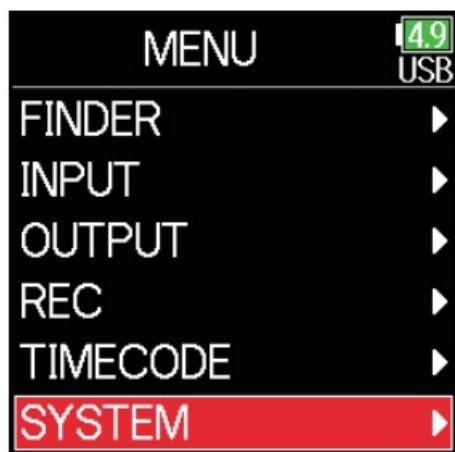 MENU
4.9
USB
FINDER
INPUT
OUTPUT
REC
TIMECODE
SYSTEM